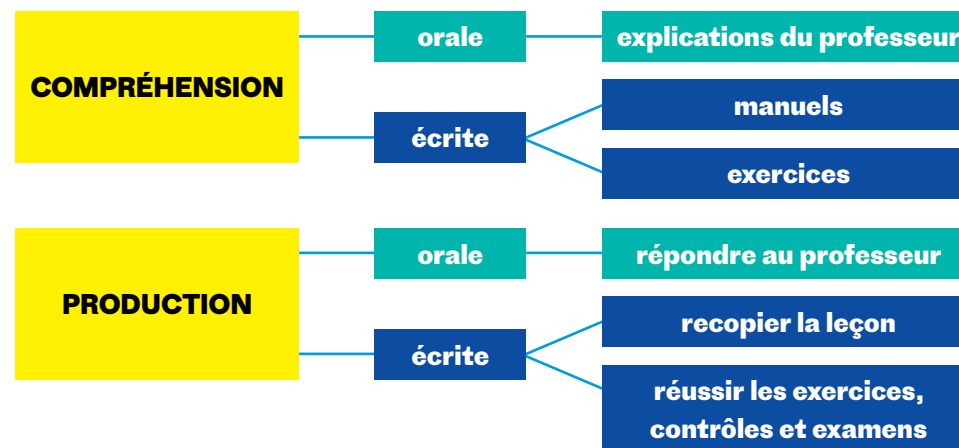 COMPRÉHENSION
orale
explications du professeur
écrite
manuels
exercices
PRODUCTION
orale
répondre au professeur
écrite
recopier la leçon
réussir les exercices,
contrôles et examens